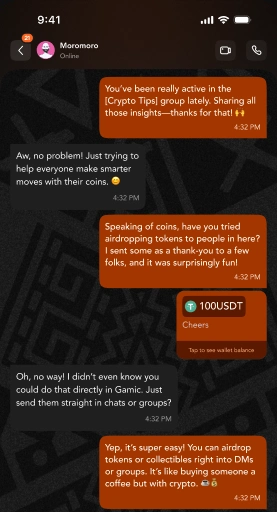 9:41
21
Moromoro
Online
You've been really active in the
[Crypto Tips] group lately. Sharing all
those insights—thanks for that! 🙌
4:32 PM
Aw, no problem! Just trying to
help everyone make smarter
moves with their coins. 😄
4:32 PM
Speaking of coins, have you tried
airdropping tokens to people in here?
I sent some as a thank-you to a few
folks, and it was surprisingly fun!
4:32 PM
100USDT
Cheers
Tap to see wallet balance
Oh, no way! I didn't even know you
could do that directly in Gamic. Just
send them straight in chats or groups?
4:32 PM
Yep, it's super easy! You can airdrop
tokens or collectibles right into DMs
or groups. It's like buying someone a
coffee but with crypto. ☕💰
4:32 PM